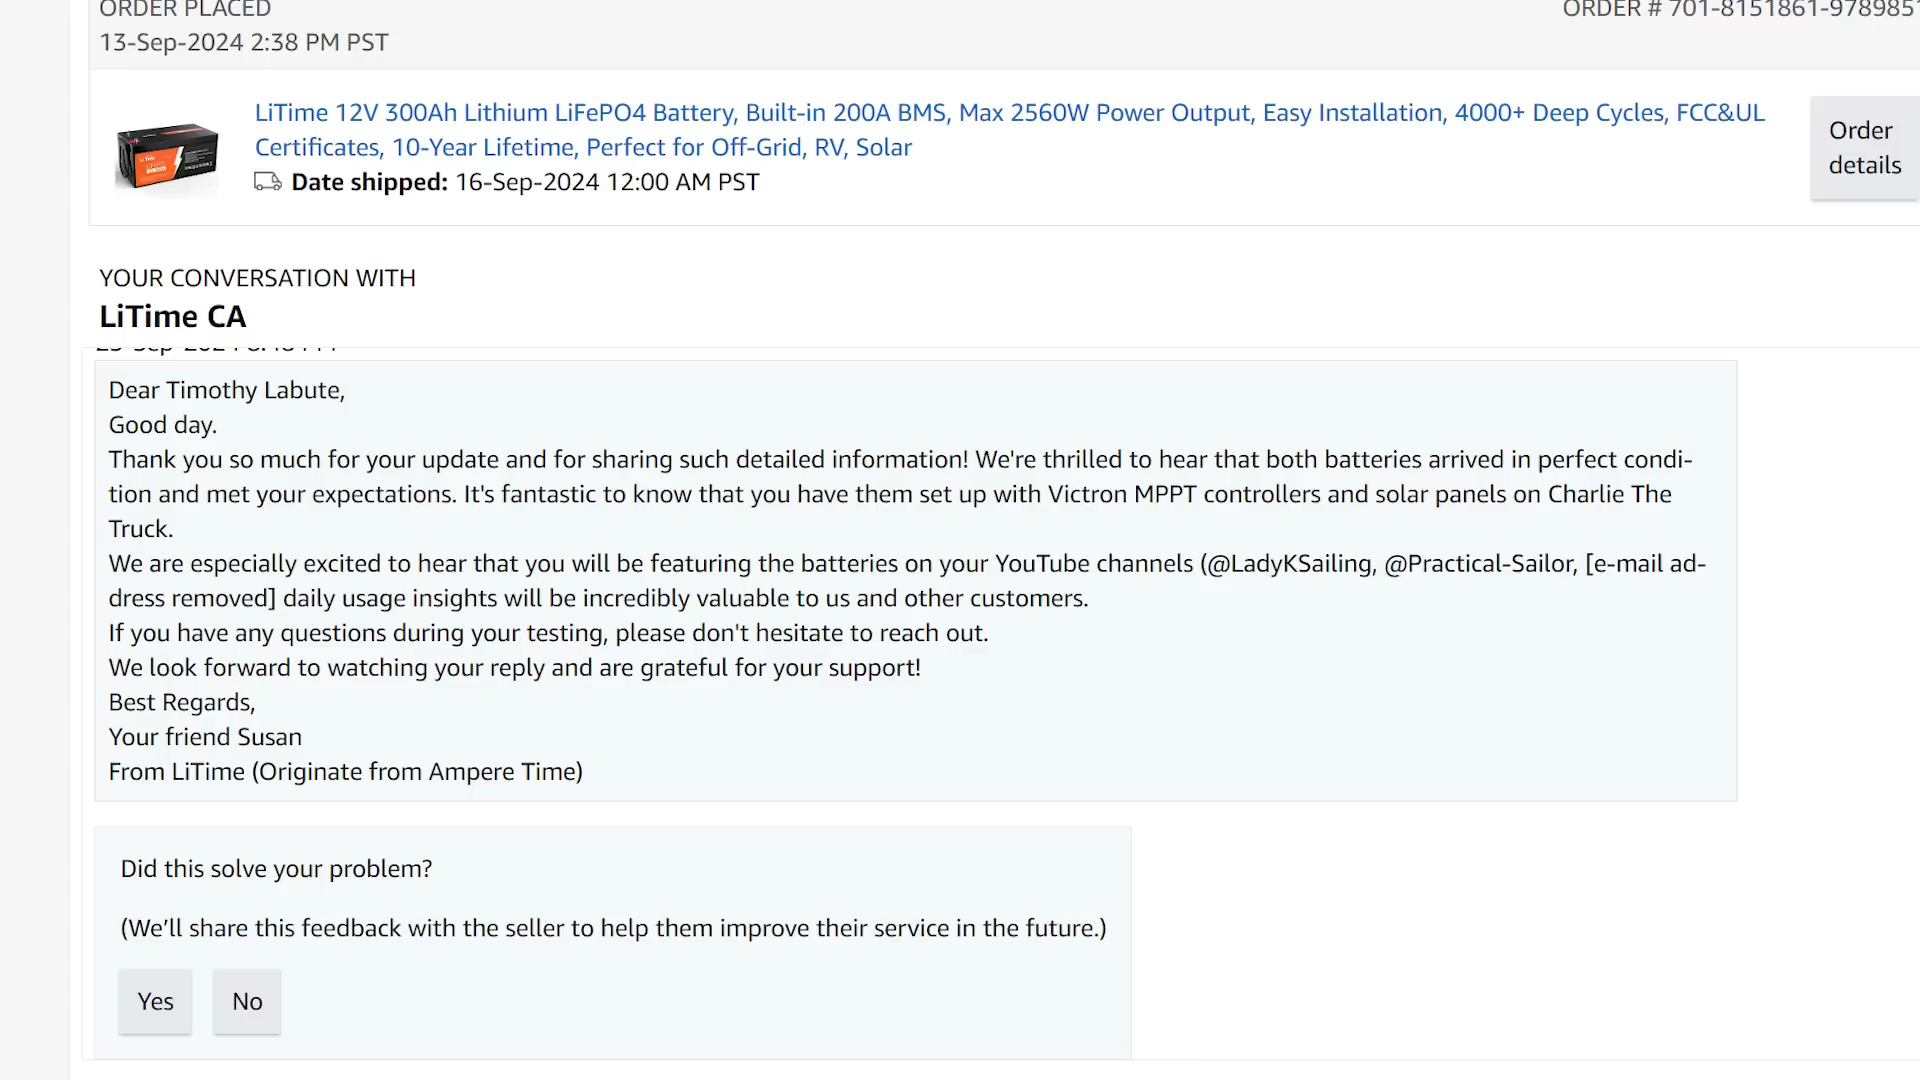 ORDER PLACED
ORDER # 701-8151861-978985
13-Sep-2024 2:38 PM PST
LiTime 12V 300Ah Lithium LiFePO4 Battery, Built-in 200A BMS, Max 2560W Power Output, Easy Installation, 4000+ Deep Cycles, FCC&UL
Certificates, 10-Year Lifetime, Perfect for Off-Grid, RV, Solar
Date shipped: 16-Sep-2024 12:00 AM PST
Order
details
YOUR CONVERSATION WITH
LiTime CA
Dear Timothy Labute,
Good day.
Thank you so much for your update and for sharing such detailed information! We're thrilled to hear that both batteries arrived in perfect condi-
tion and met your expectations. It's fantastic to know that you have them set up with Victron MPPT controllers and solar panels on Charlie The
Truck.
We are especially excited to hear that you will be featuring the batteries on your YouTube channels (@LadyKSailing, @Practical-Sailor, [e-mail ad-
dress removed] daily usage insights will be incredibly valuable to us and other customers.
If you have any questions during your testing, please don't hesitate to reach out.
We look forward to watching your reply and are grateful for your support!
Best Regards,
Your friend Susan
From LiTime (Originate from Ampere Time)
Did this solve your problem?
(We’ll share this feedback with the seller to help them improve their service in the future.)
Yes
No